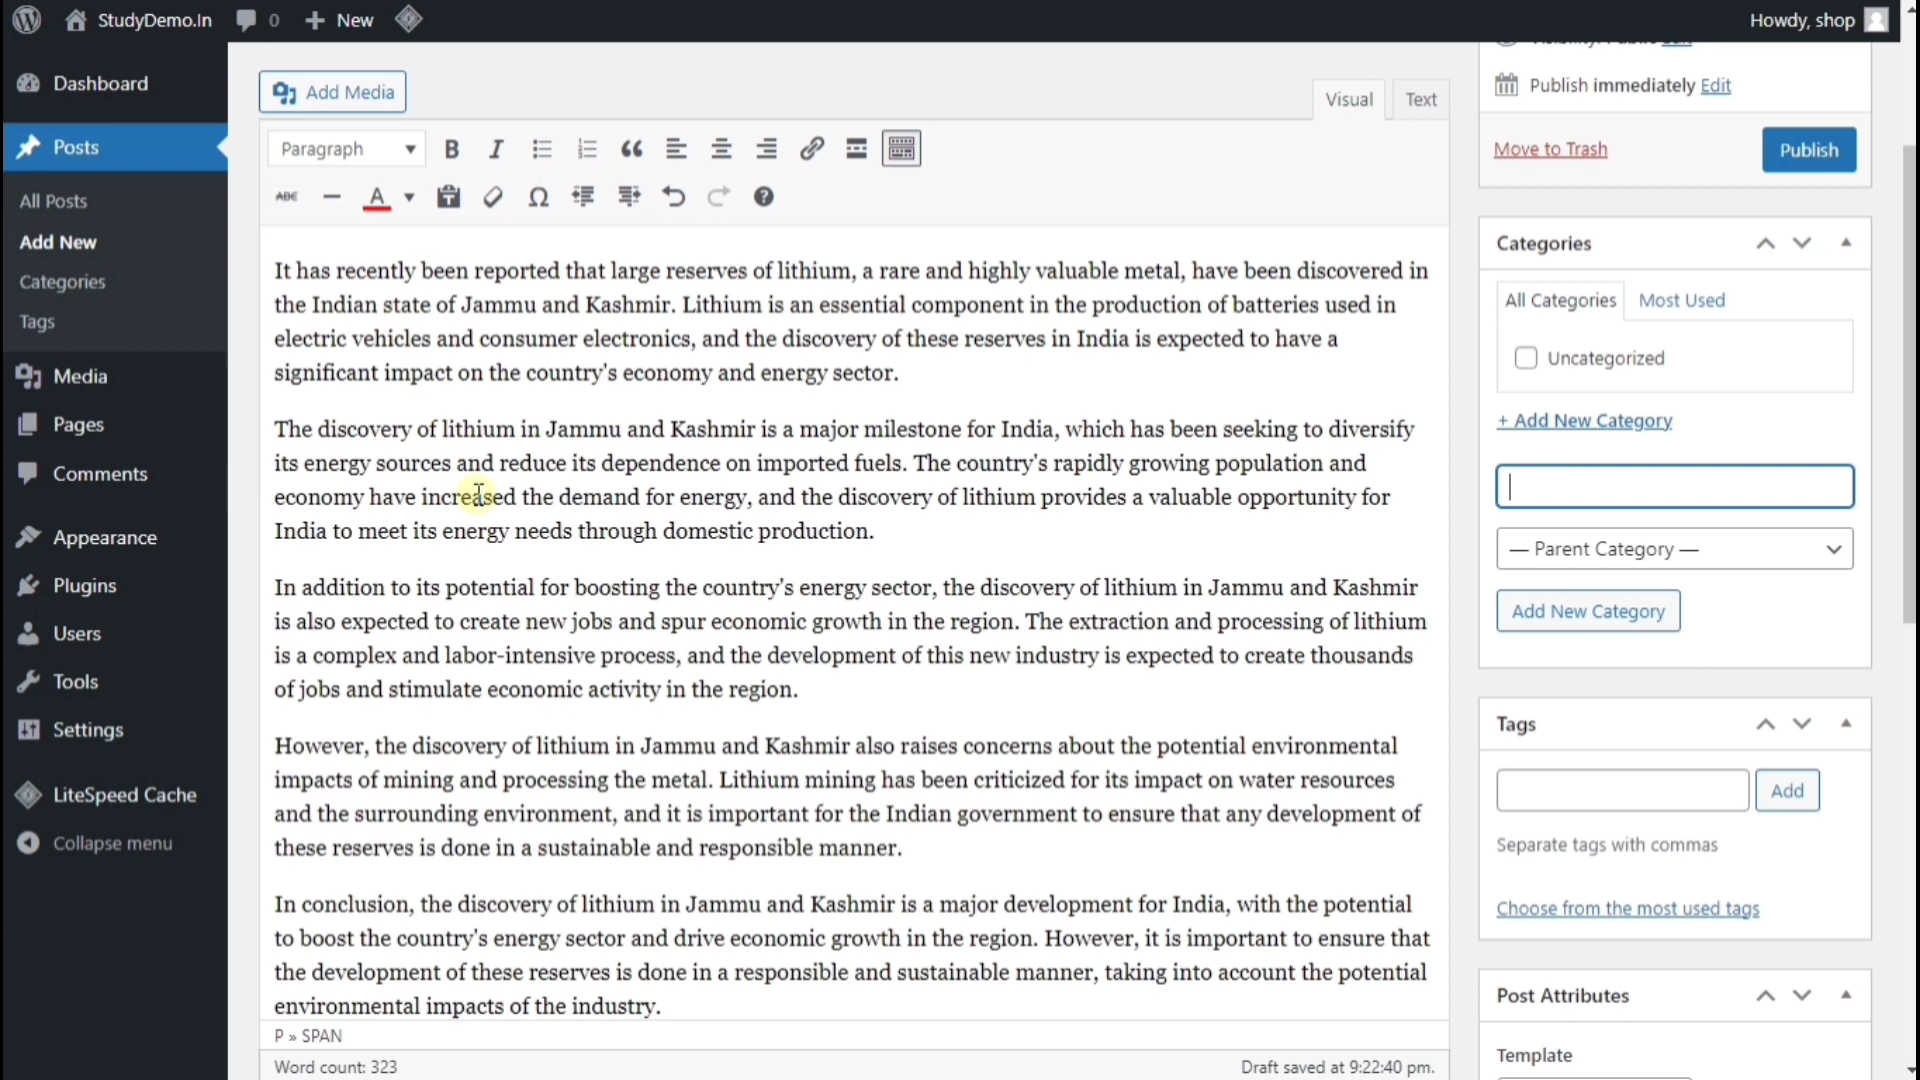 StudyDemo.In 0 New
Howdy, shop
Dashboard
Posts
All Posts
Add New
Categories
Tags
Media
Pages
Comments
Appearance
Plugins
Users
Tools
Settings
LiteSpeed Cache
Collapse menu
Add Media
Visual Text
Paragraph B I
ABC A
It has recently been reported that large reserves of lithium, a rare and highly valuable metal, have been discovered in
the Indian state of Jammu and Kashmir. Lithium is an essential component in the production of batteries used in
electric vehicles and consumer electronics, and the discovery of these reserves in India is expected to have a
significant impact on the country's economy and energy sector.
The discovery of lithium in Jammu and Kashmir is a major milestone for India, which has been seeking to diversify
its energy sources and reduce its dependence on imported fuels. The country's rapidly growing population and
economy have increased the demand for energy, and the discovery of lithium provides a valuable opportunity for
India to meet its energy needs through domestic production.
In addition to its potential for boosting the country's energy sector, the discovery of lithium in Jammu and Kashmir
is also expected to create new jobs and spur economic growth in the region. The extraction and processing of lithium
is a complex and labor-intensive process, and the development of this new industry is expected to create thousands
of jobs and stimulate economic activity in the region.
However, the discovery of lithium in Jammu and Kashmir also raises concerns about the potential environmental
impacts of mining and processing the metal. Lithium mining has been criticized for its impact on water resources
and the surrounding environment, and it is important for the Indian government to ensure that any development of
these reserves is done in a sustainable and responsible manner.
In conclusion, the discovery of lithium in Jammu and Kashmir is a major development for India, with the potential
to boost the country's energy sector and drive economic growth in the region. However, it is important to ensure that
the development of these reserves is done in a responsible and sustainable manner, taking into account the potential
environmental impacts of the industry.
P » SPAN
Word count: 323
Draft saved at 9:22:40 pm.
Publish immediately Edit
Move to Trash
Publish
Categories
All Categories Most Used
Uncategorized
+ Add New Category
— Parent Category —
Add New Category
Tags
Add
Separate tags with commas
Choose from the most used tags
Post Attributes
Template